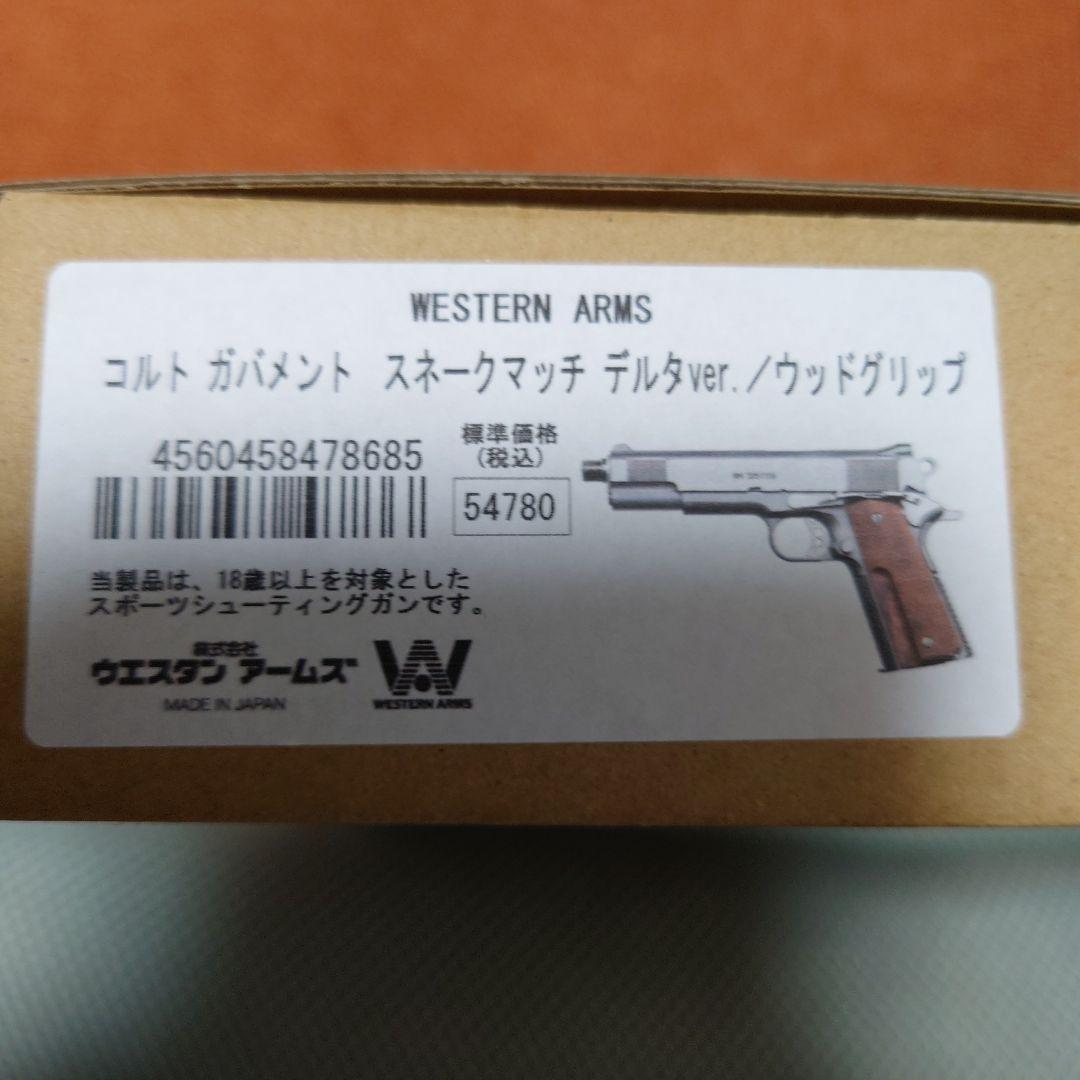 WESTERN ARMS
コルト ガバメント スネークマッチ デルタver.／ウッドグリップ
4560458478685
標準価格
(税込)
54780
当製品は、18歳以上を対象とした
スポーツシューティングガンです。
株式会社
ウエスタン アームズ
MADE IN JAPAN
WESTERN ARMS